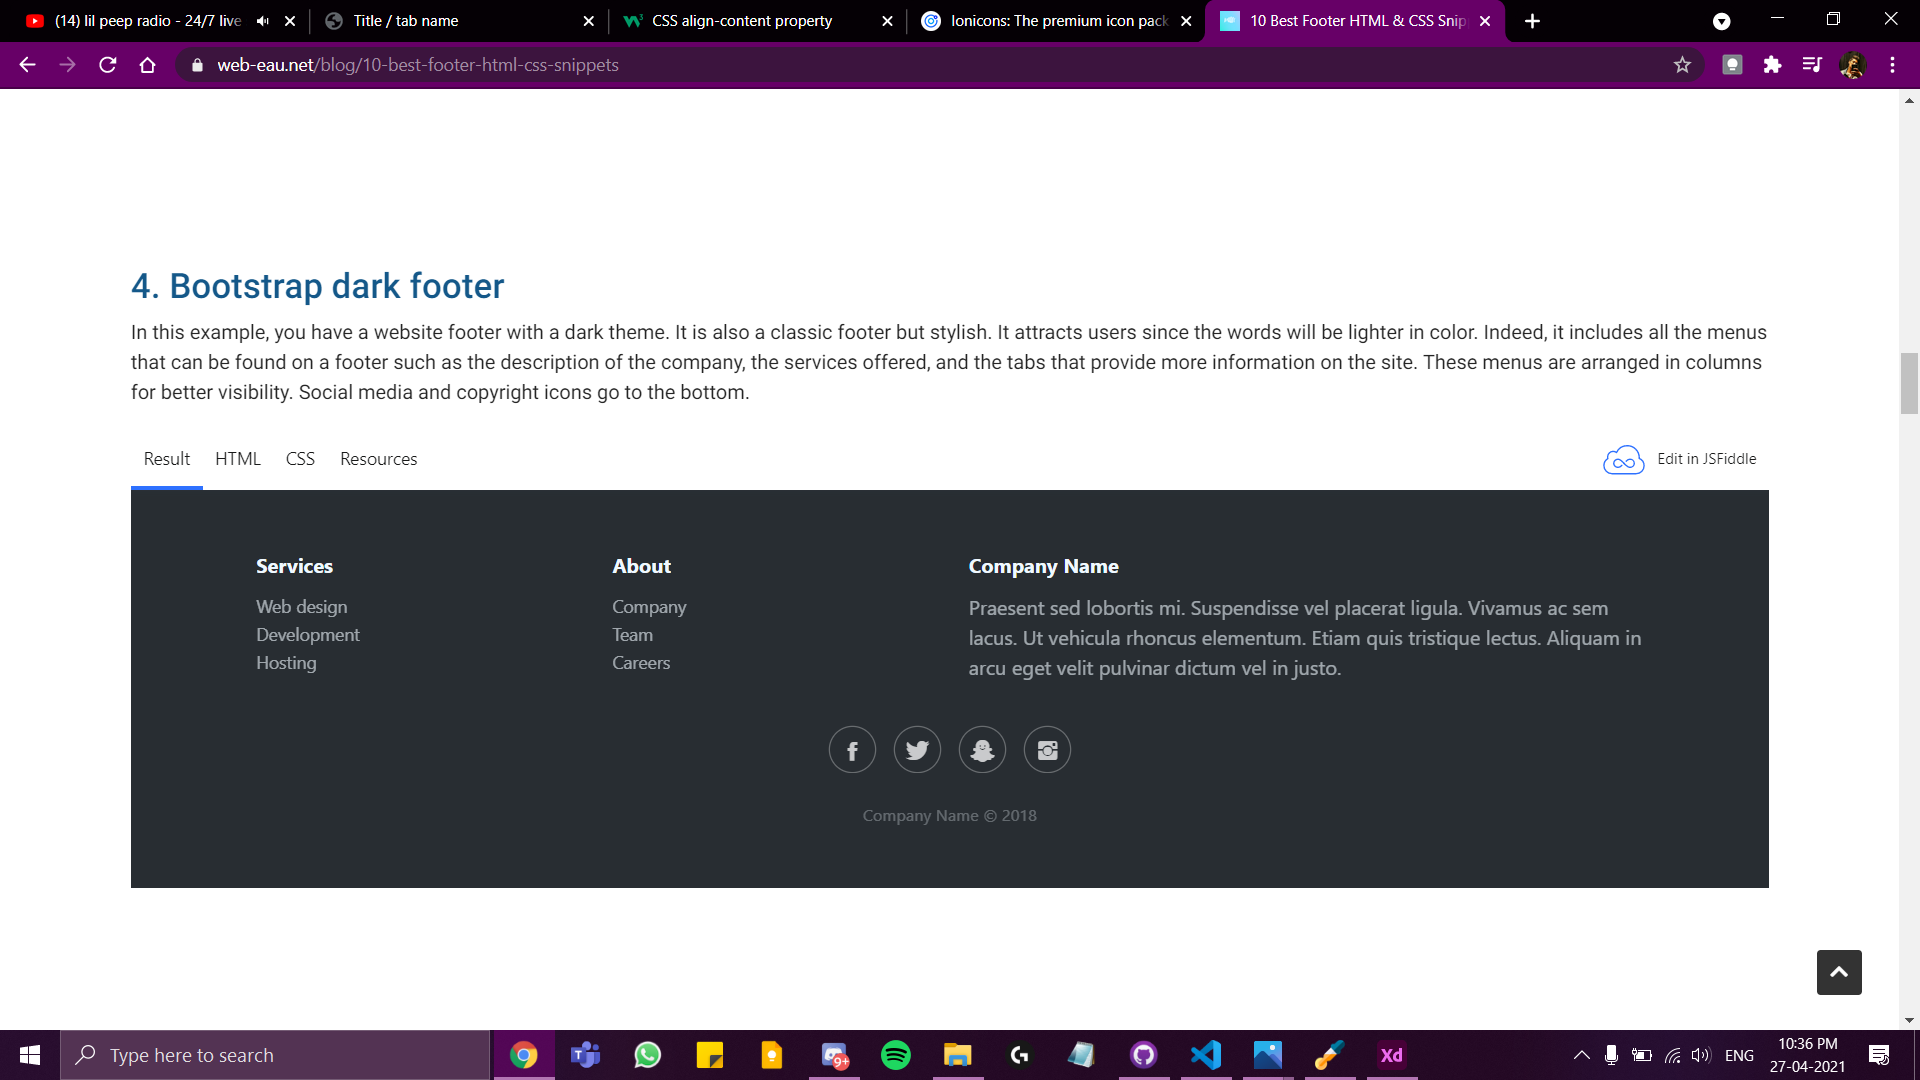 (14) lil peep radio - 24/7 live
Title / tab name
CSS align-content property
Ionicons: The premium icon pack
10 Best Footer HTML & CSS Snip
web-eau.net/blog/10-best-footer-html-css-snippets
4. Bootstrap dark footer
In this example, you have a website footer with a dark theme. It is also a classic footer but stylish. It attracts users since the words will be lighter in color. Indeed, it includes all the menus
that can be found on a footer such as the description of the company, the services offered, and the tabs that provide more information on the site. These menus are arranged in columns
for better visibility. Social media and copyright icons go to the bottom.
Result HTML CSS Resources
Edit in JSFiddle
Services
Web design
Development
Hosting
About
Company
Team
Careers
Company Name
Praesent sed lobortis mi. Suspendisse vel placerat ligula. Vivamus ac sem
lacus. Ut vehicula rhoncus elementum. Etiam quis tristique lectus. Aliquam in
arcu eget velit pulvinar dictum vel in justo.
Company Name © 2018
Type here to search
9+
Xd
ENG
10:36 PM
27-04-2021